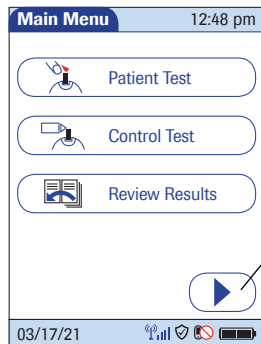 Main Menu 12:48 pm
Patient Test
Control Test
Review Results
03/17/21